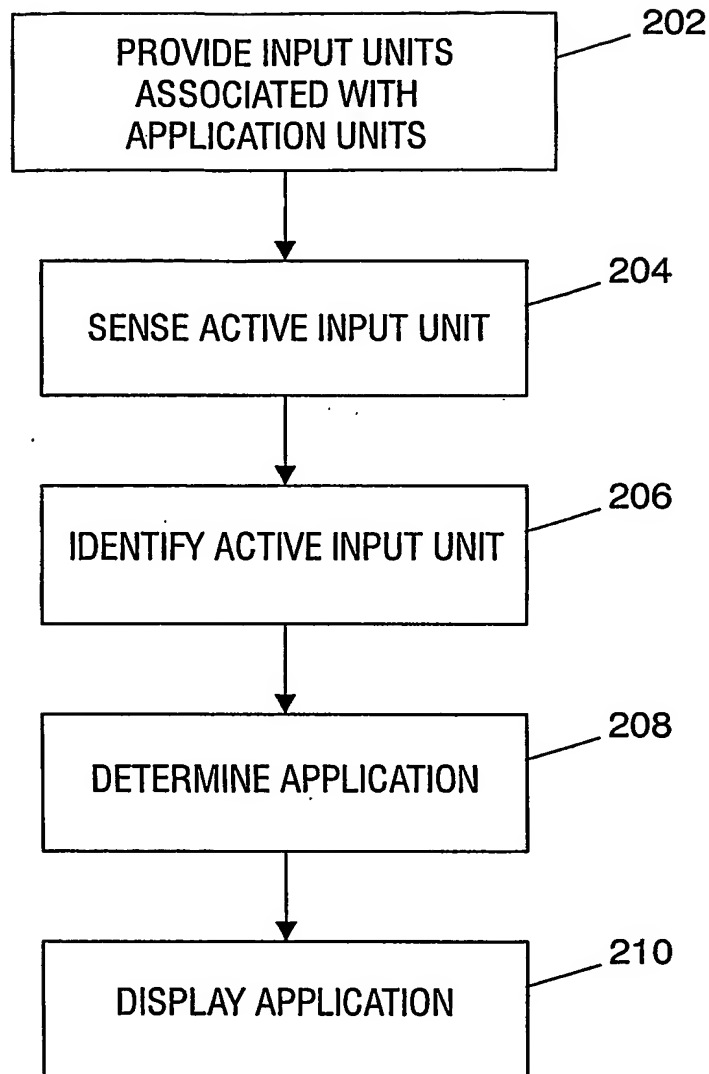 202
PROVIDE INPUT UNITS
ASSOCIATED WITH
APPLICATION UNITS
204
SENSE ACTIVE INPUT UNIT
206
IDENTIFY ACTIVE INPUT UNIT
208
DETERMINE APPLICATION
210
DISPLAY APPLICATION